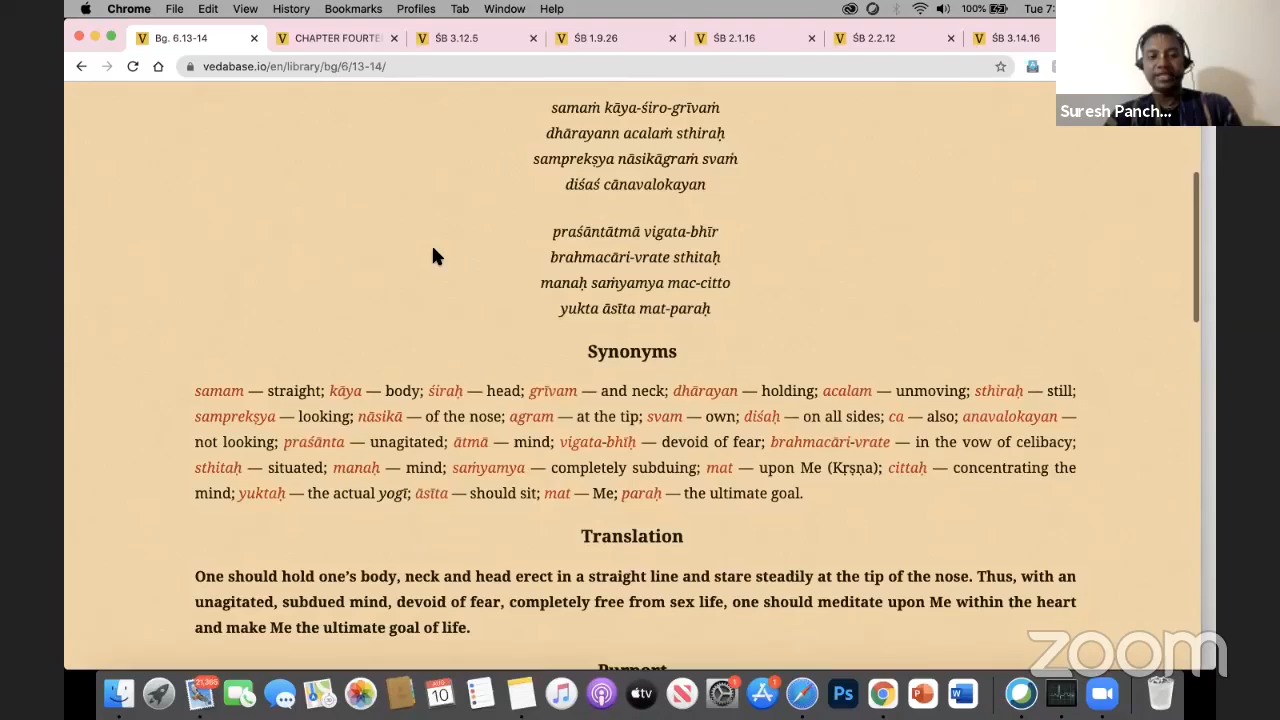 Chrome File Edit View History Bookmarks Profiles Tab Window Help 100% Tue 7:
Bg. 6.13-14 CHAPTER FOURTE ŚB 3.12.5 ŚB 1.9.26 ŚB 2.1.16 ŚB 2.2.12 ŚB 3.14.16
vedabase.io/en/library/bg/6/13-14/
Suresh Panch...
samaṁ kāya-śiro-grīvaṁ
dhārayann acalaṁ sthiraḥ
samprekṣya nāsikāgraṁ svaṁ
diśaś cānavalokayan
praśāntātmā vigata-bhīr
brahmacāri-vrate sthitaḥ
manaḥ saṁyamya mac-citto
yukta āsīta mat-paraḥ
Synonyms
samam — straight; kāya — body; śiraḥ — head; grīvam — and neck; dhārayan — holding; acalam — unmoving; sthiraḥ — still;
samprekṣya — looking; nāsikā — of the nose; agram — at the tip; svam — own; diśaḥ — on all sides; ca — also; anavalokayan —
not looking; praśānta — unagitated; ātmā — mind; vigata-bhīḥ — devoid of fear; brahmacāri-vrate — in the vow of celibacy;
sthitaḥ — situated; manaḥ — mind; saṁyamya — completely subduing; mat — upon Me (Kṛṣṇa); cittaḥ — concentrating the
mind; yuktaḥ — the actual yogī; āsīta — should sit; mat — Me; paraḥ — the ultimate goal.
Translation
One should hold one’s body, neck and head erect in a straight line and stare steadily at the tip of the nose. Thus, with an
unagitated, subdued mind, devoid of fear, completely free from sex life, one should meditate upon Me within the heart
and make Me the ultimate goal of life.
Purport
zoom
21,365
AUG
10
tv
1
1
Ps
P
W